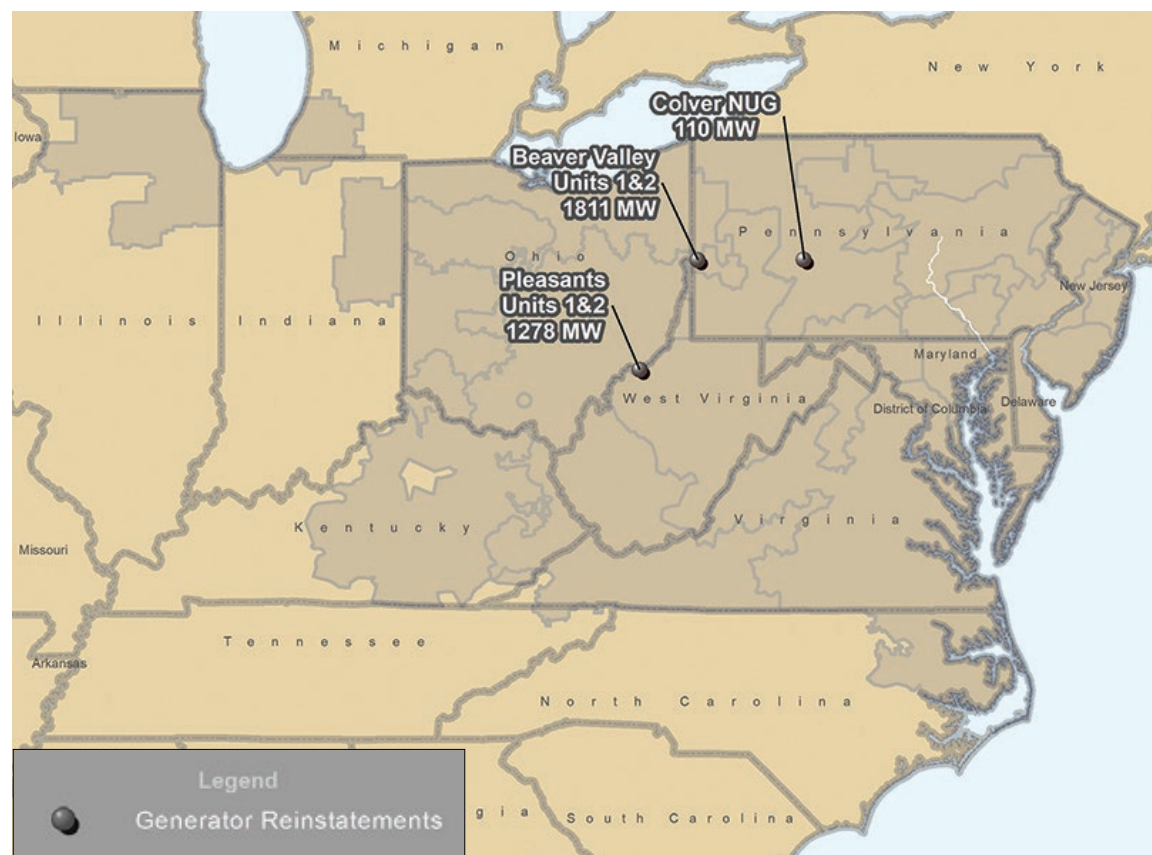 Michigan
New York
Colver NUG
110 MW
Iowa
Beaver Valley
Units 1&2
1811 MW
Pennsylvania
Ohio
Pleasants
Units 1&2
1278 MW
New Jersey
Illinois
Indiana
Maryland
West Virginia
District of Columbia
Delaware
Kentucky
Virginia
Missouri
Tennessee
Arkansas
North Carolina
Legend
Generator Reinstatements
gia
South Carolina